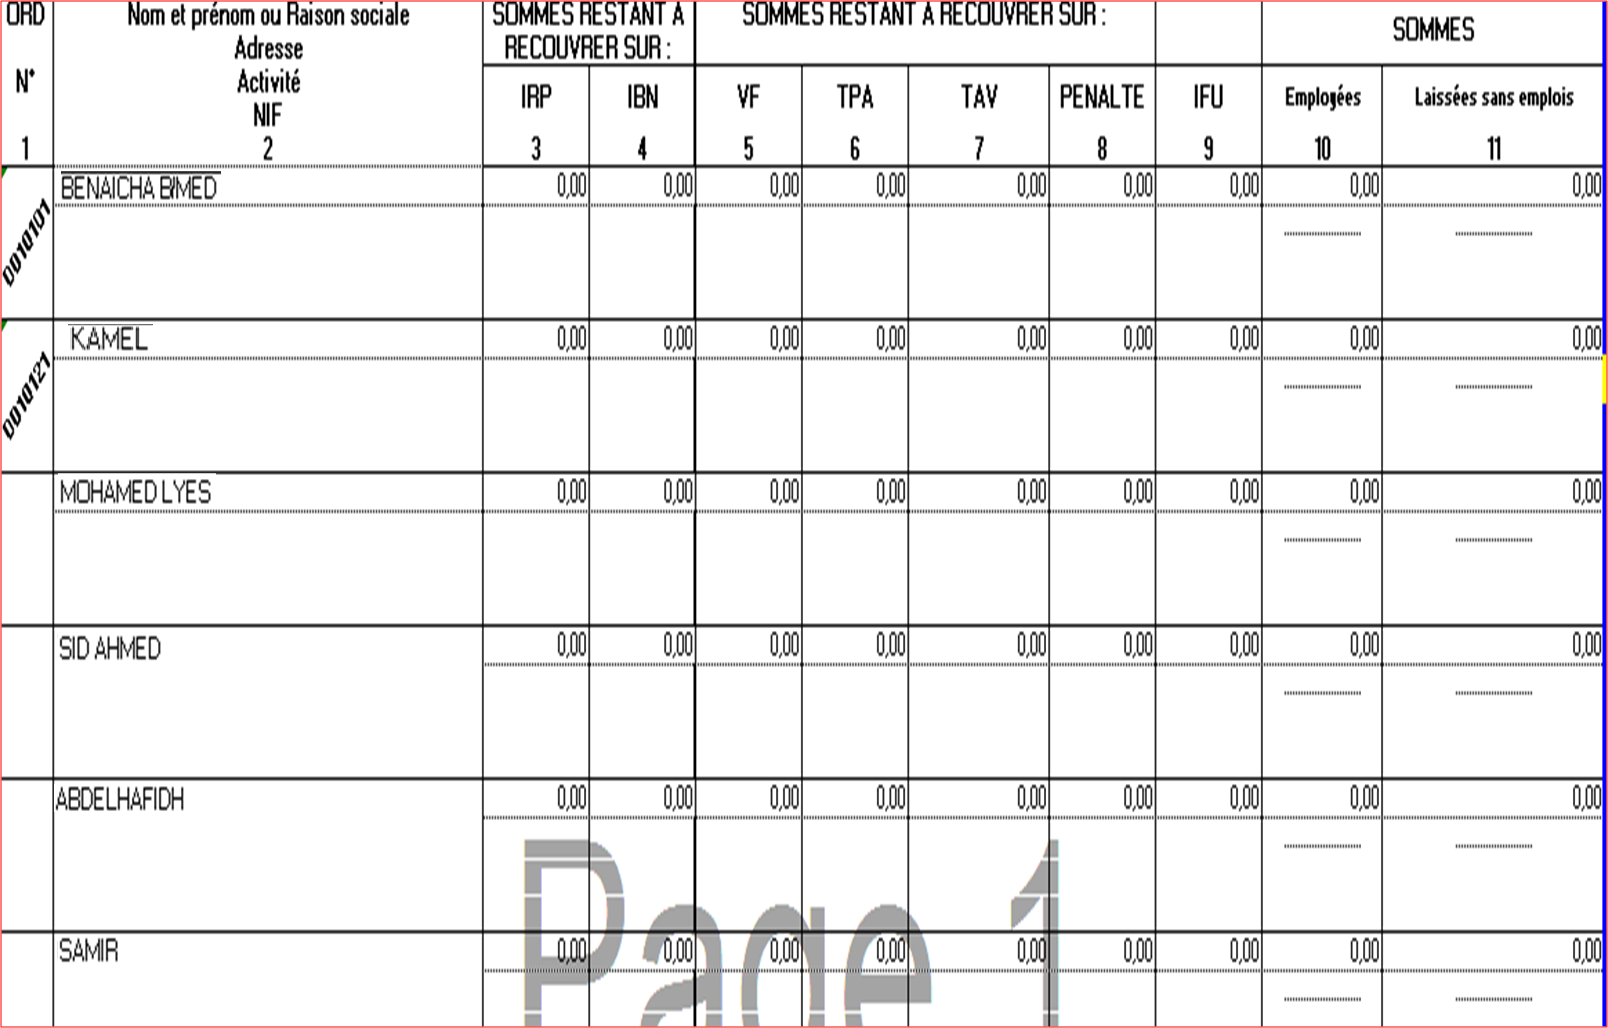 ORD
Nom et prénom ou Raison sociale
SOMMES RESTANT A
SOMMES RESTANT A RECOUVRER SUR :
SOMMES
Adresse
RECOUVRER SUR :
N°
Activité
IRP IBN VF TPA TAV PENALTE IFU Employées Laissées sans emplois
NIF
1 2 3 4 5 6 7 8 9 10 11
BENAICHA B/MED 0,00 0,00 0,00 0,00 0,00 0,00 0,00 0,00 0,00
D010101
KAMEL 0,00 0,00 0,00 0,00 0,00 0,00 0,00 0,00 0,00
D010121
MOHAMED LYES 0,00 0,00 0,00 0,00 0,00 0,00 0,00 0,00 0,00
SID AHMED 0,00 0,00 0,00 0,00 0,00 0,00 0,00 0,00 0,00
ABDELHAFIDH 0,00 0,00 0,00 0,00 0,00 0,00 0,00 0,00 0,00
Page 1
SAMIR 0,00 0,00 0,00 0,00 0,00 0,00 0,00 0,00 0,00